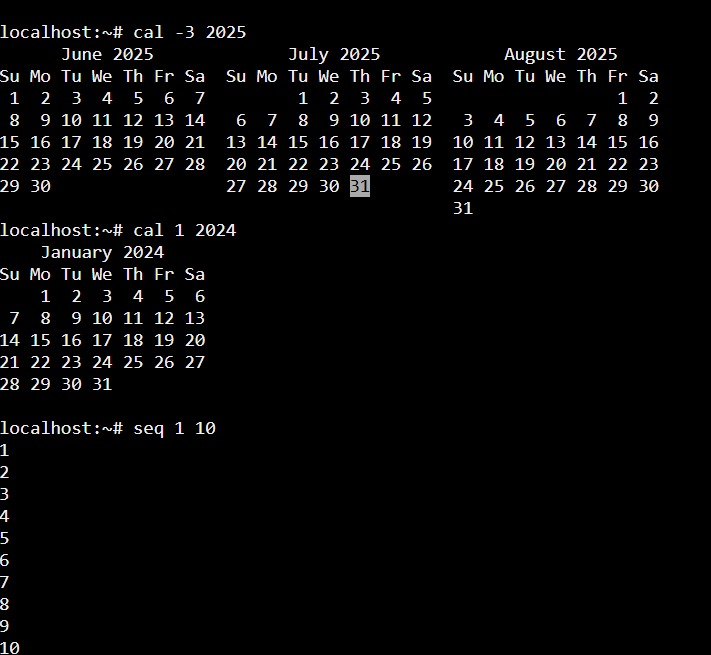 localhost:~# cal -3 2025
      June 2025             July 2025            August 2025
Su Mo Tu We Th Fr Sa  Su Mo Tu We Th Fr Sa  Su Mo Tu We Th Fr Sa
 1  2  3  4  5  6  7         1  2  3  4  5                  1  2
 8  9 10 11 12 13 14   6  7  8  9 10 11 12   3  4  5  6  7  8  9
15 16 17 18 19 20 21  13 14 15 16 17 18 19  10 11 12 13 14 15 16
22 23 24 25 26 27 28  20 21 22 23 24 25 26  17 18 19 20 21 22 23
29 30                 27 28 29 30 31        24 25 26 27 28 29 30
                                            31
localhost:~# cal 1 2024
    January 2024
Su Mo Tu We Th Fr Sa
    1  2  3  4  5  6
 7  8  9 10 11 12 13
14 15 16 17 18 19 20
21 22 23 24 25 26 27
28 29 30 31

localhost:~# seq 1 10
1
2
3
4
5
6
7
8
9
10